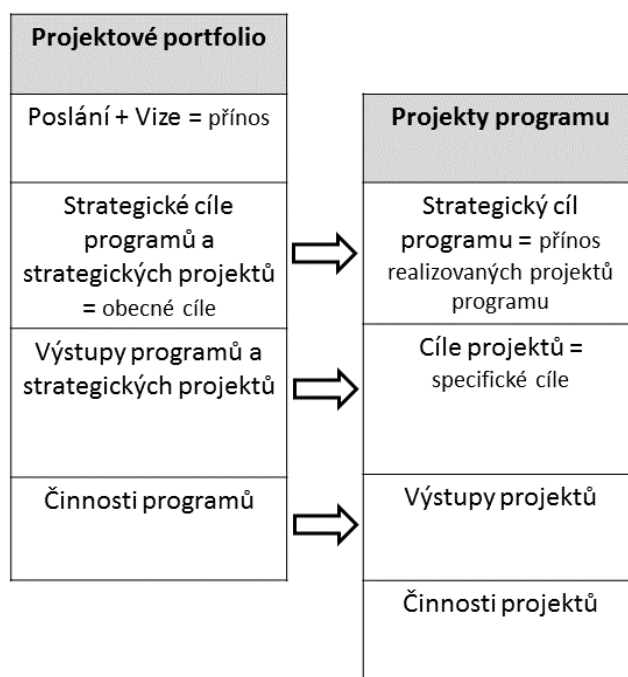 Projektové portfolio
Poslání + Vize = přínos
Strategické cíle
programů a
strategických projektů
= obecné cíle
Výstupy programů a
strategických projektů
Činnosti programů
Projekty programu
Strategický cíl
programu = přínos
realizovaných projektů
programu
Cíle projektů =
specifické cíle
Výstupy projektů
Činnosti projektů